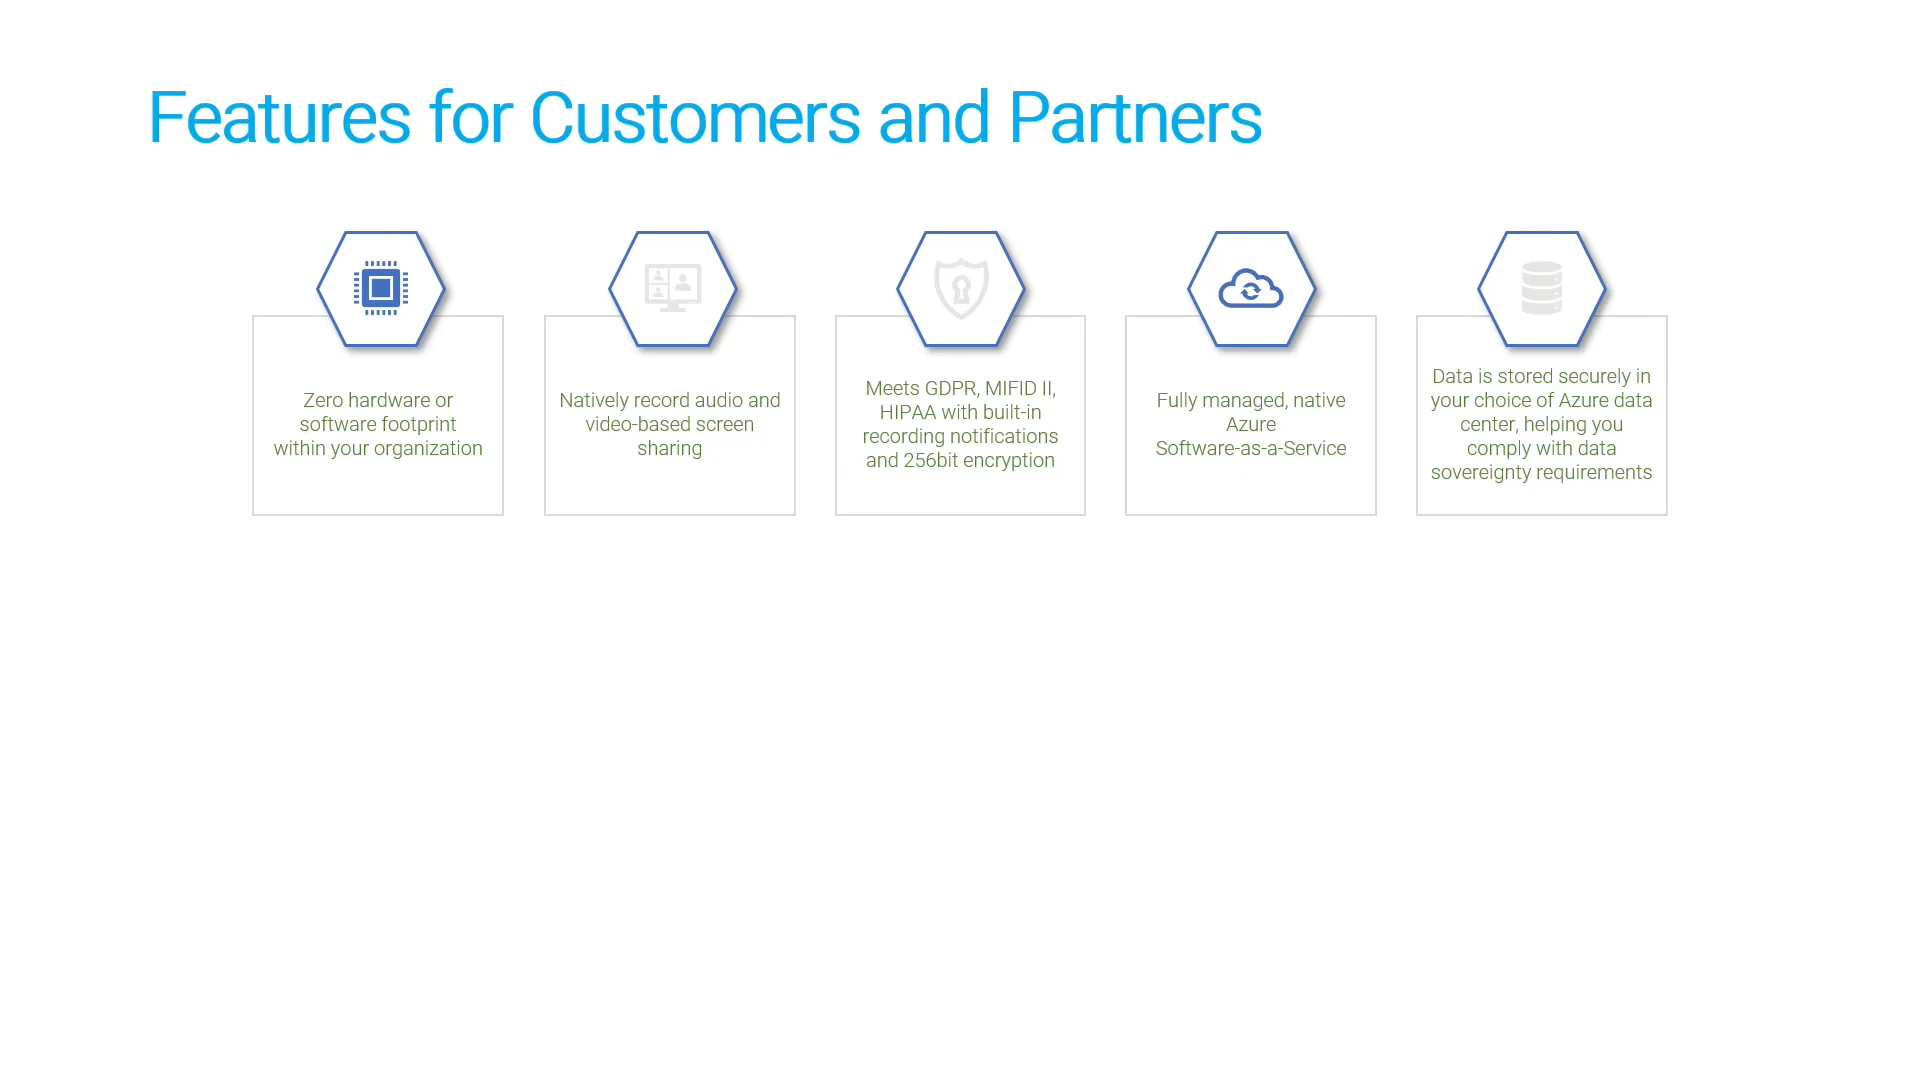 Features for Customers and Partners
Zero hardware or
software footprint
within your organization
Natively record audio and
video-based screen
sharing
Meets GDPR, MIFID II,
HIPAA with built-in
recording notifications
and 256bit encryption
Fully managed, native
Azure
Software-as-a-Service
Data is stored securely in
your choice of Azure data
center, helping you
comply with data
sovereignty requirements